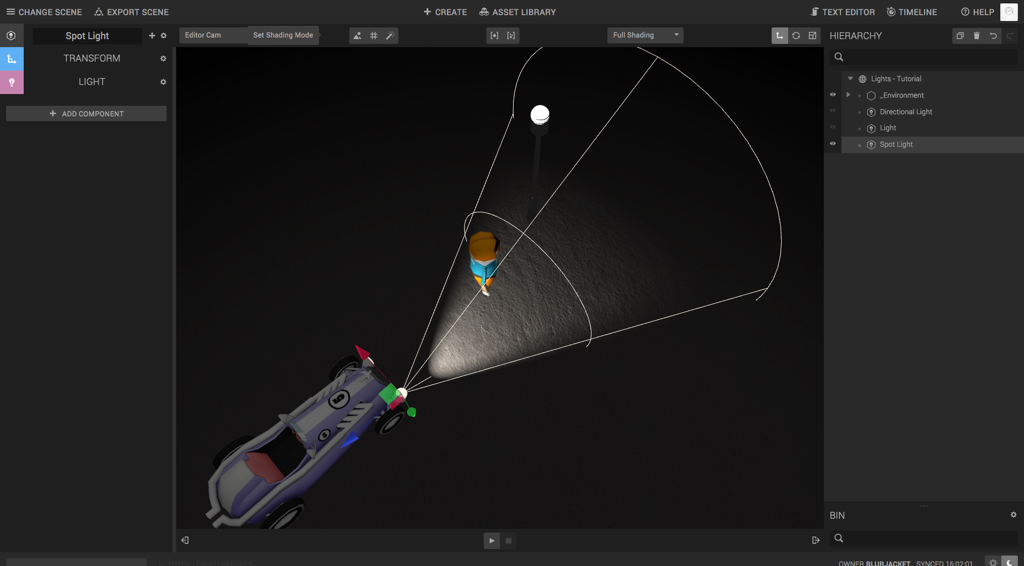 CHANGE SCENE EXPORT SCENE CREATE ASSET LIBRARY TEXT EDITOR TIMELINE HELP
Spot Light
TRANSFORM
LIGHT
ADD COMPONENT
Editor Cam Set Shading Mode Full Shading
HIERARCHY
Lights - Tutorial
_Environment
Directional Light
Light
Spot Light
BIN
OWNER BLUBJACKET SYNCED 16:02:01